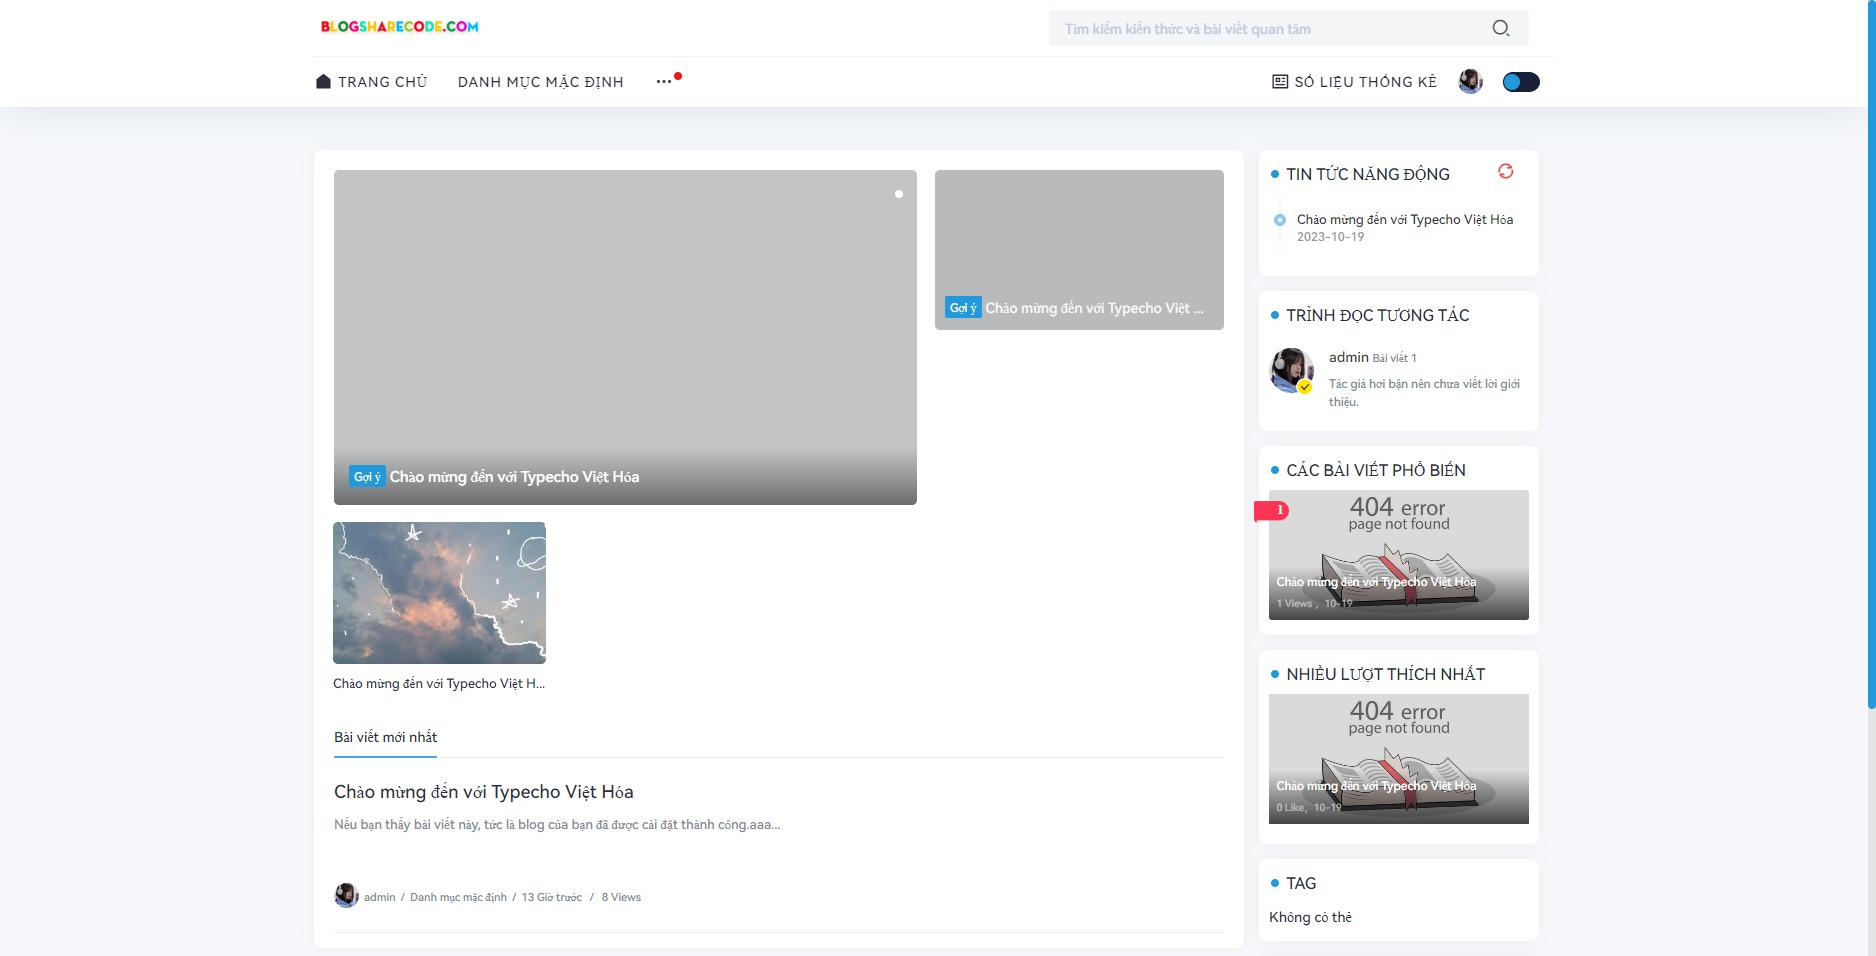 BLOGSHARECODE.COM
Tìm kiếm kiến thức và bài viết quan tâm
TRANG CHỦ
DANH MỤC MẶC ĐỊNH
SỐ LIỆU THỐNG KÊ
Gợi ý Chào mừng đến với Typecho Việt Hóa
Gợi ý Chào mừng đến với Typecho Việt ...
Chào mừng đến với Typecho Việt H...
Bài viết mới nhất
Chào mừng đến với Typecho Việt Hóa
Nếu bạn thấy bài viết này, tức là blog của bạn đã được cài đặt thành công.aaa...
admin / Danh mục mặc định / 13 Giờ trước / 8 Views
TIN TỨC NĂNG ĐỘNG
Chào mừng đến với Typecho Việt Hóa
2023-10-19
TRÌNH ĐỌC TƯƠNG TÁC
admin Bài viết 1
Tác giả hơi bận nên chưa viết lời giới
thiệu.
CÁC BÀI VIẾT PHỔ BIẾN
1
404 error
page not found
Chào mừng đến với Typecho Việt Hóa
1 Views , 10-19
NHIỀU LƯỢT THÍCH NHẤT
404 error
page not found
Chào mừng đến với Typecho Việt Hóa
0 Like, 10-19
TAG
Không có thẻ